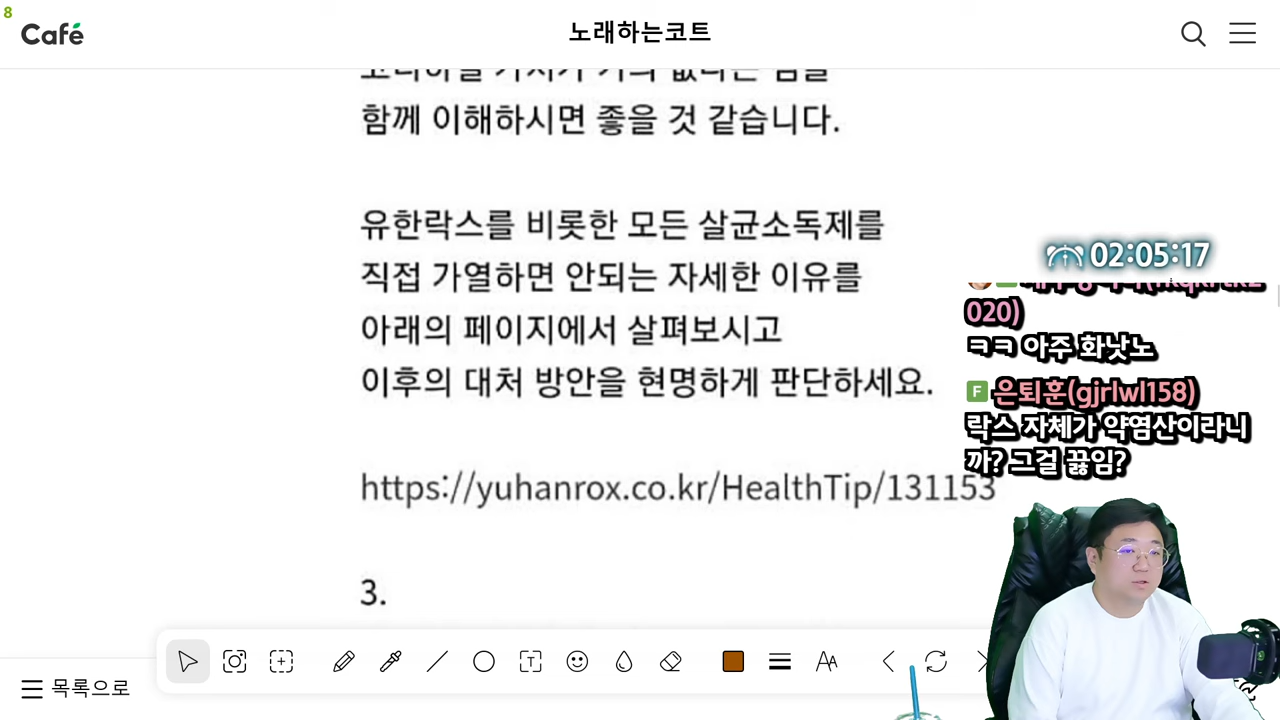 8
Café
노래하는코트
함께 이해하시면 좋을 것 같습니다.
유한락스를 비롯한 모든 살균소독제를
직접 가열하면 안되는 자세한 이유를
아래의 페이지에서 살펴보시고
이후의 대처 방안을 현명하게 판단하세요.
https://yuhanrox.co.kr/HealthTip/131153
3.
02:05:17
020)
ㅋㅋ 아주 화낫노
F 은퇴훈(gjrlwl158)
락스 자체가 약염산이라니
까? 그걸 끓임?
목록으로